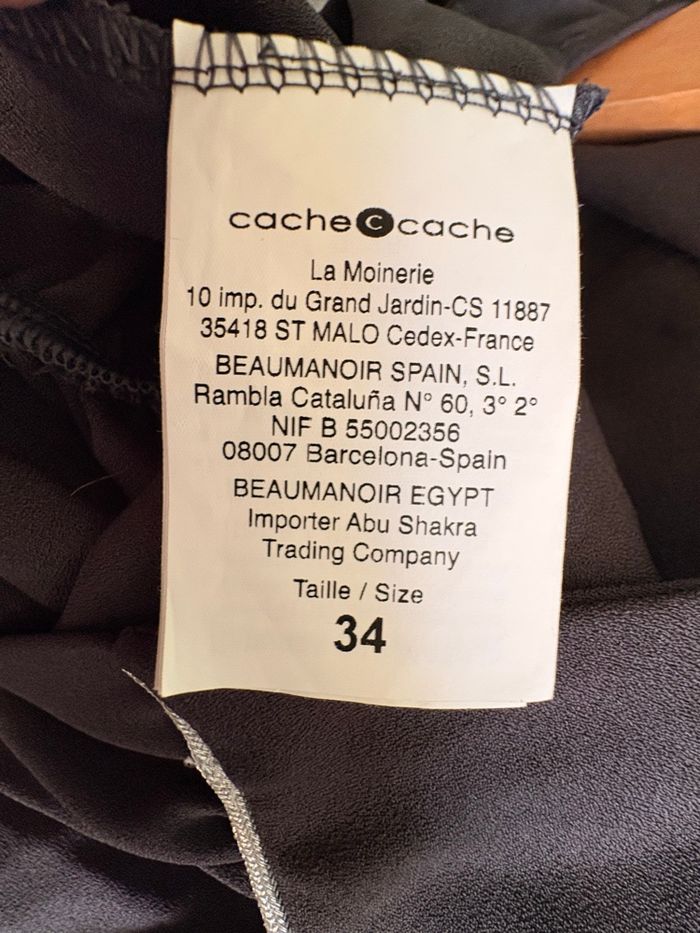 cache c cache
La Moinerie
10 imp. du Grand Jardin-CS 11887
35418 ST MALO Cedex-France
BEAUMANOIR SPAIN, S.L.
Rambla Cataluña N° 60, 3° 2°
NIF B 55002356
08007 Barcelona-Spain
BEAUMANOIR EGYPT
Importer Abu Shakra
Trading Company
Taille / Size
34